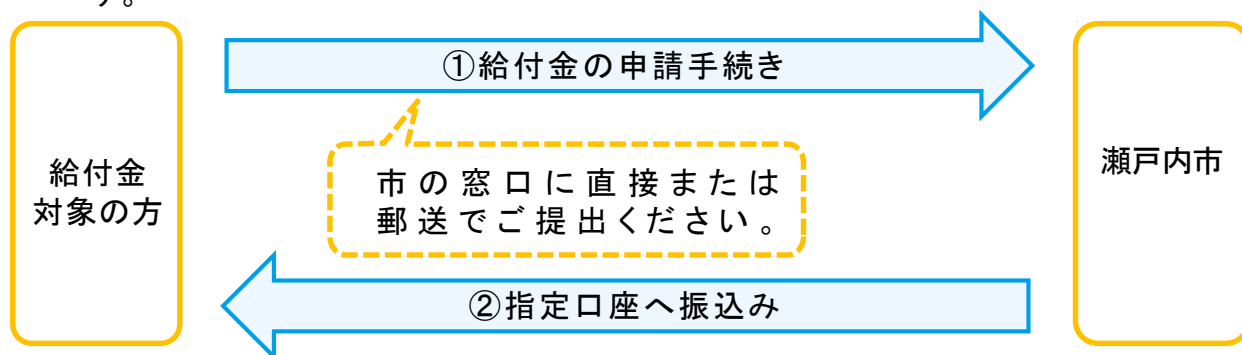 す。
①給付金の申請手続き
給付金
対象の方
市の窓口に直接または
郵送でご提出ください。
瀬戸内市
②指定口座へ振込み